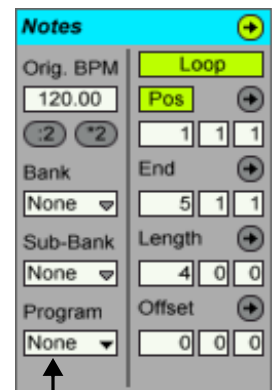 Notes
Orig. BPM
120.00
:2 *2
Bank
None
Sub-Bank
None
Program
None
Loop
Pos
1 1 1
End
5 1 1
Length
4 0 0
Offset
0 0 0